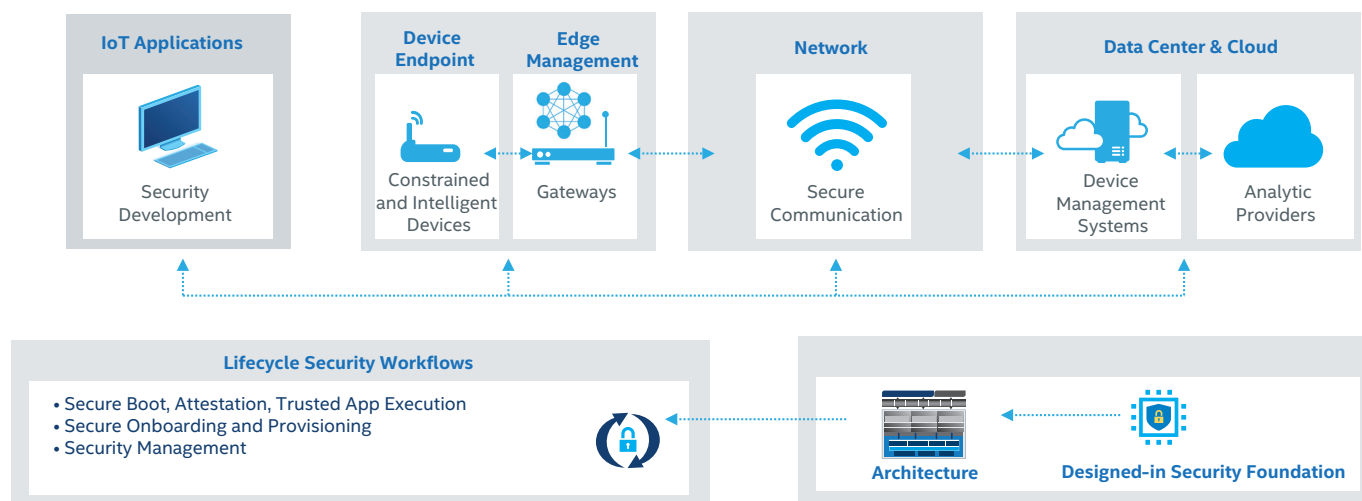 IoT Applications
Security
Development
Device
Endpoint
Edge
Management
Constrained
and Intelligent
Devices
Gateways
Network
Secure
Communication
Data Center & Cloud
Device
Management
Systems
Analytic
Providers
Lifecycle Security Workflows
• Secure Boot, Attestation, Trusted App Execution
• Secure Onboarding and Provisioning
• Security Management
Architecture
Designed-in Security Foundation